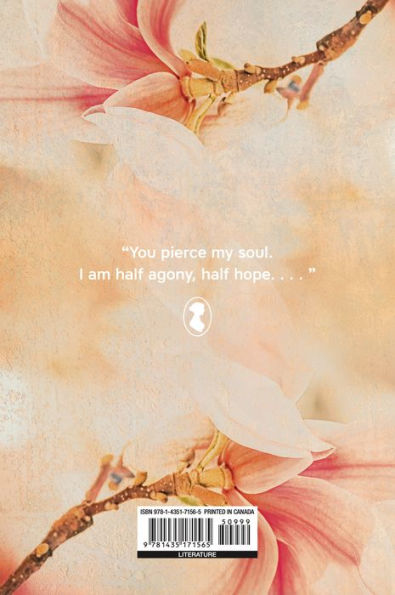 “You pierce my soul.
I am half agony, half hope. . . . ”
ISBN 978-1-4351-7156-5 PRINTED IN CANADA
50999
9 781435 171565
LITERATURE